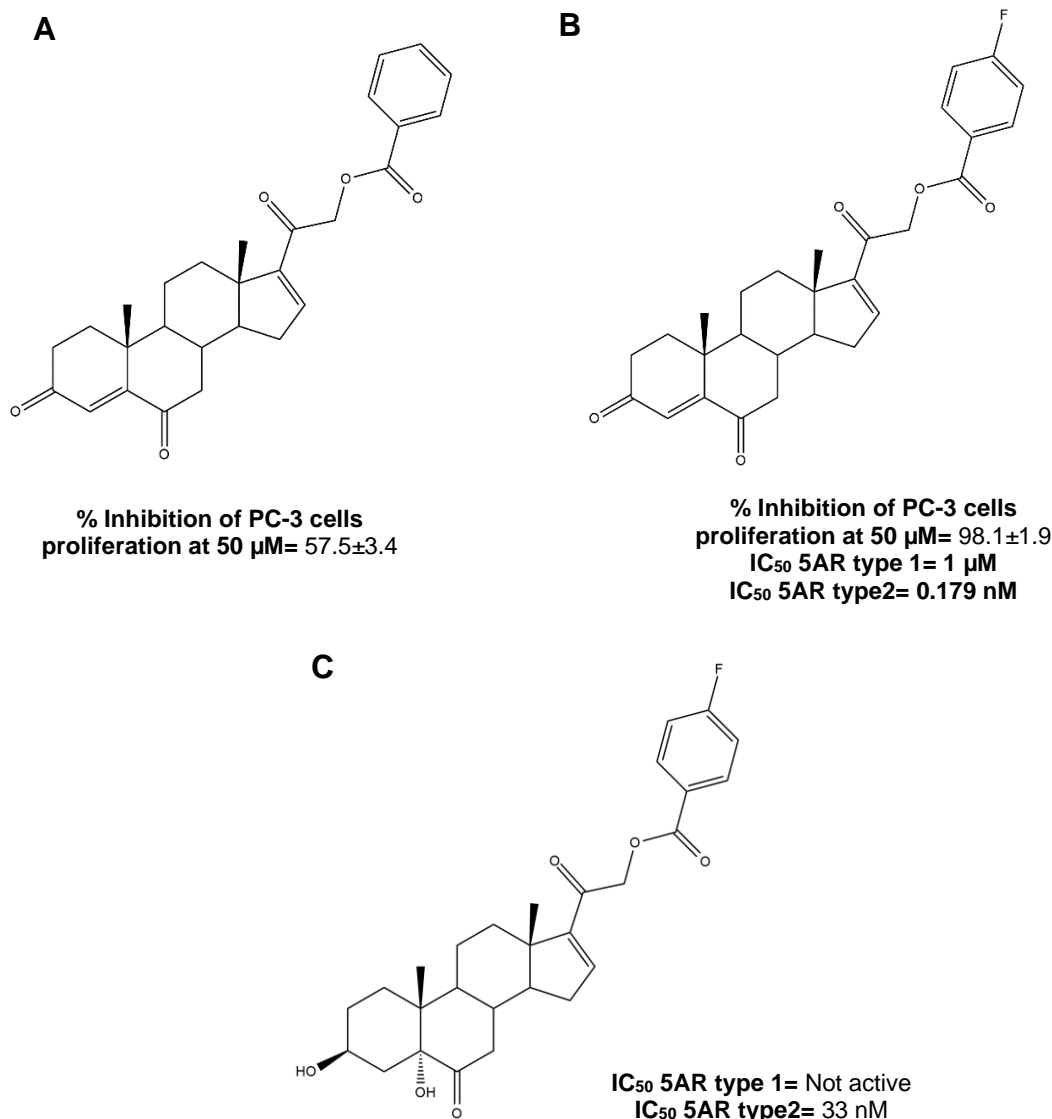 A
B
F
O
O
O
O
O
O
O
O
O
O
% Inhibition of PC-3 cells
proliferation at 50 µM= 57.5±3.4
% Inhibition of PC-3 cells
proliferation at 50 µM= 98.1±1.9
IC50 5AR type 1= 1 µM
IC50 5AR type2= 0.179 nM
C
F
O
O
O
HO
OH
O
IC50 5AR type 1= Not active
IC50 5AR type2= 33 nM